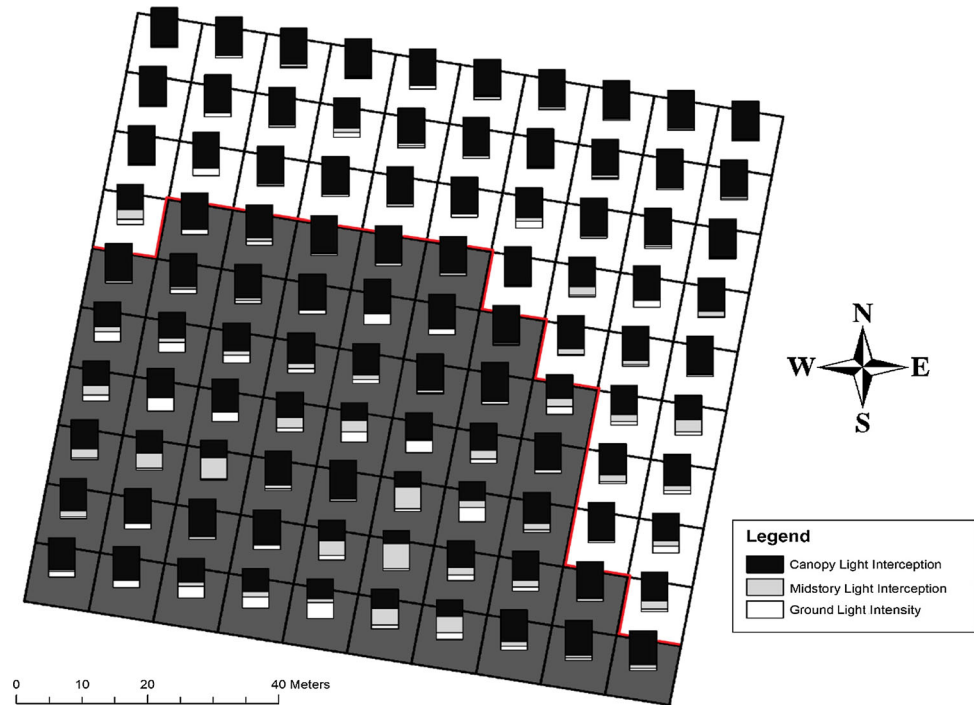 N
W E
S
Legend
Canopy Light Interception
Midstory Light Interception
Ground Light Intensity
0 10 20 40 Meters